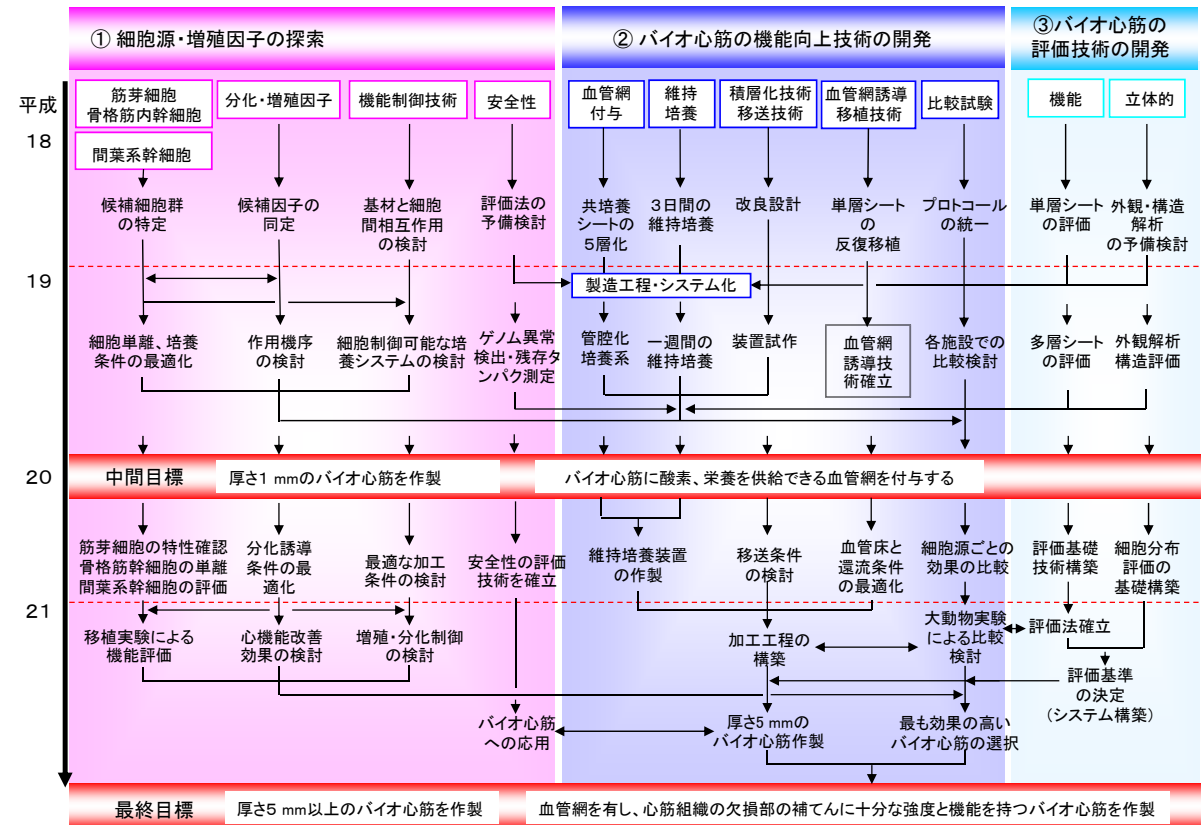 ① 細胞源・増殖因子の探索
② バイオ心筋の機能向上技術の開発
③バイオ心筋の
評価技術の開発
平成
18
19
20
21
筋芽細胞
骨格筋内幹細胞
間葉系幹細胞
分化・増殖因子
機能制御技術
安全性
血管網
付与
維持
培養
積層化技術
移送技術
血管網誘導
移植技術
比較試験
機能
立体的
候補細胞群
の特定
候補因子の
同定
基材と細胞
間相互作用
の検討
評価法の
予備検討
共培養
シートの
5層化
3日間の
維持培養
改良設計
単層シート
の
反復移植
プロトコール
の統一
単層シート
の評価
外観・構造
解析
の予備検討
製造工程・システム化
細胞単離、培養
条件の最適化
作用機序
の検討
細胞制御可能な培
養システムの検討
ゲノム異常
検出・残存タ
ンパク測定
管腔化
培養系
一週間の
維持培養
装置試作
血管網
誘導技
術確立
各施設での
比較検討
多層シート
の評価
外観解析
構造評価
中間目標
厚さ1 mmのバイオ心筋を作製
バイオ心筋に酸素、栄養を供給できる血管網を付与する
筋芽細胞の特性確認
骨格筋幹細胞の単離
間葉系幹細胞の評価
分化誘導
条件の最
適化
最適な加工
条件の検討
安全性の評価
技術を確立
維持培養装置
の作製
移送条件
の検討
血管床と
還流条件
の最適化
細胞源ごとの
効果の比較
評価基礎
技術構築
細胞分布
評価の
基礎構築
移植実験による
機能評価
心機能改善
効果の検討
増殖・分化制御
の検討
加工工程の
構築
大動物実験
による比較
検討
評価法確立
評価基準
の決定
（システム構築）
バイオ心筋
への応用
厚さ5 mmの
バイオ心筋作製
最も効果の高い
バイオ心筋の選択
最終目標
厚さ5 mm以上のバイオ心筋を作製
血管網を有し、心筋組織の欠損部の補てんに十分な強度と機能を持つバイオ心筋を作製